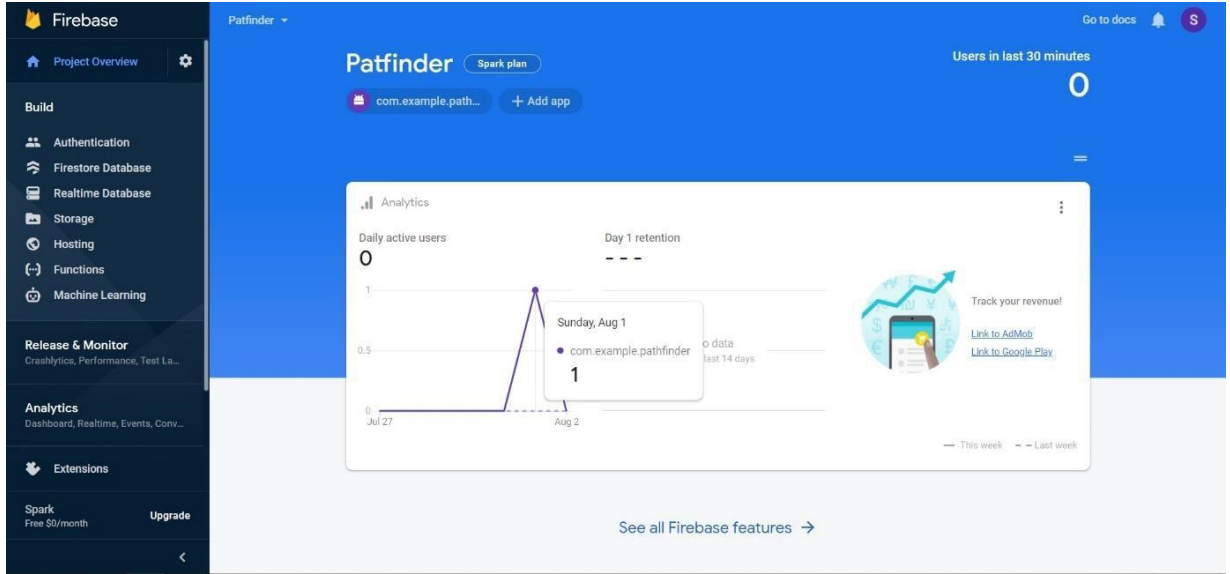 Firebase
Patfinder
Go to docs
S
Project Overview
Patfinder
Spark plan
Users in last 30 minutes
0
com.example.path...
+ Add app
Build
Authentication
Firestore Database
Realtime Database
Storage
Hosting
Functions
Machine Learning
Release & Monitor
Crashlytics, Performance, Test La...
Analytics
Dashboard, Realtime, Events, Conv...
Extensions
Spark
Free $0/month
Upgrade
Analytics
Daily active users
0
Day 1 retention
- - -
1
0.5
0
Jul 27
Aug 2
Sunday, Aug 1
com.example.pathfinder
1
o data
last 14 days
Track your revenue!
Link to AdMob
Link to Google Play
This week
Last week
See all Firebase features